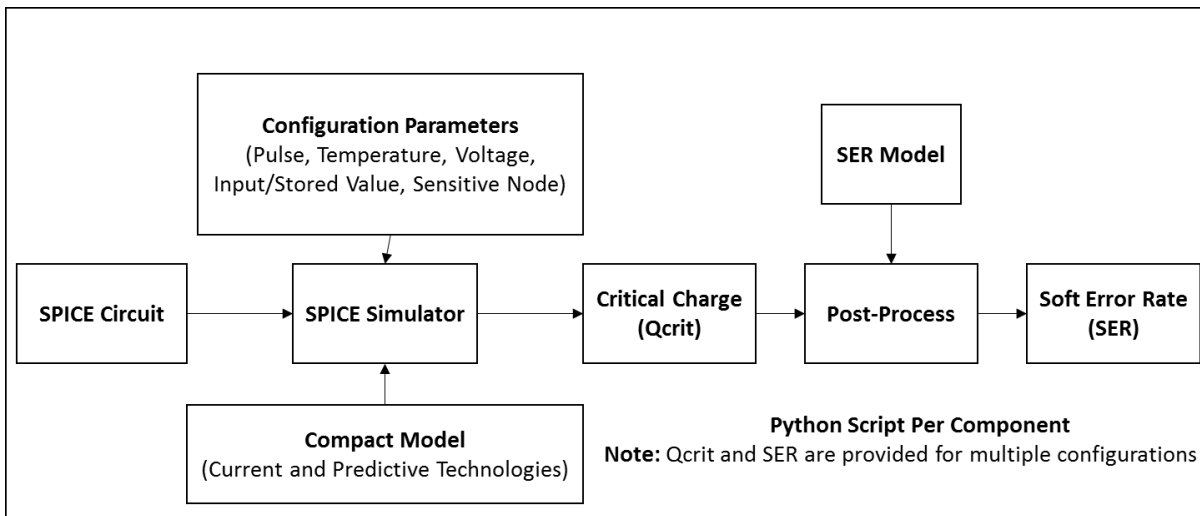 Configuration Parameters
(Pulse, Temperature, Voltage,
Input/Stored Value, Sensitive Node)
SER Model
SPICE Circuit
SPICE Simulator
Critical Charge
(Qcrit)
Post-Process
Soft Error Rate
(SER)
Compact Model
(Current and Predictive Technologies)
Python Script Per Component
Note: Qcrit and SER are provided for multiple configurations